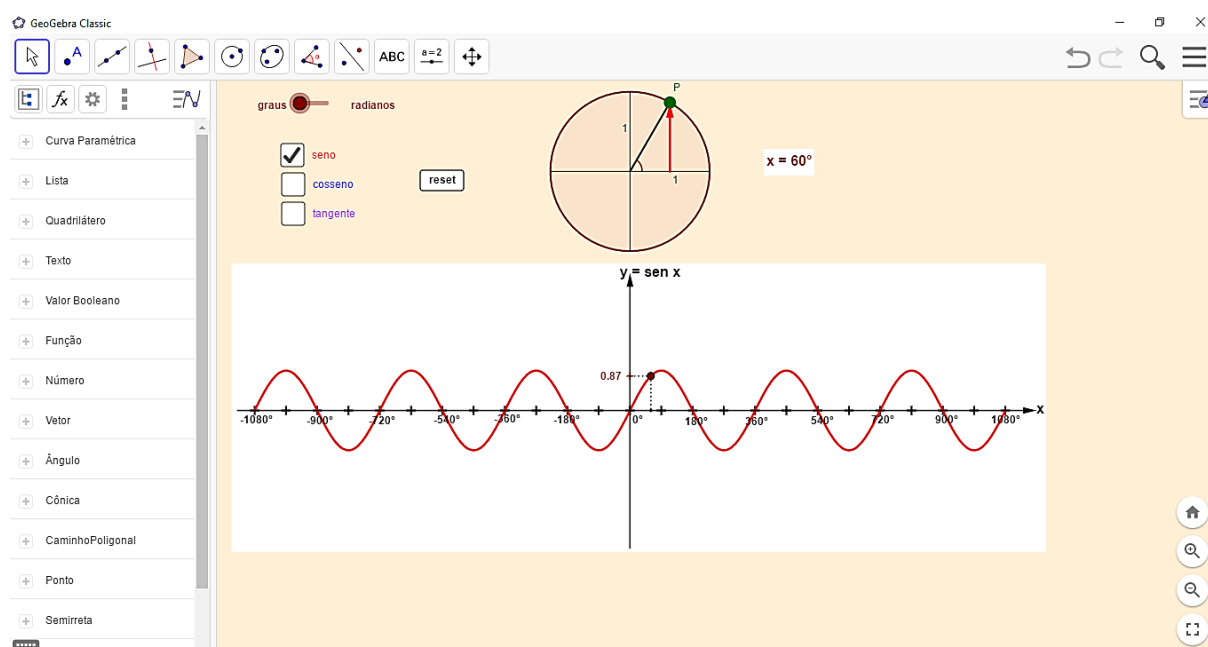 GeoGebra Classic
ABC
a=2
fx
Curva Paramétrica
Lista
Quadrilátero
Texto
Valor Booleano
Função
Número
Vetor
Ângulo
Cônica
CaminhoPoligonal
Ponto
Semirreta
graus
radianos
seno
cosseno
tangente
reset
P
1
1
x = 60°
y = sen x
0.87
-1080° -900° -720° -540° -360° -180° 0° 180° 360° 540° 720° 900° 1080° x